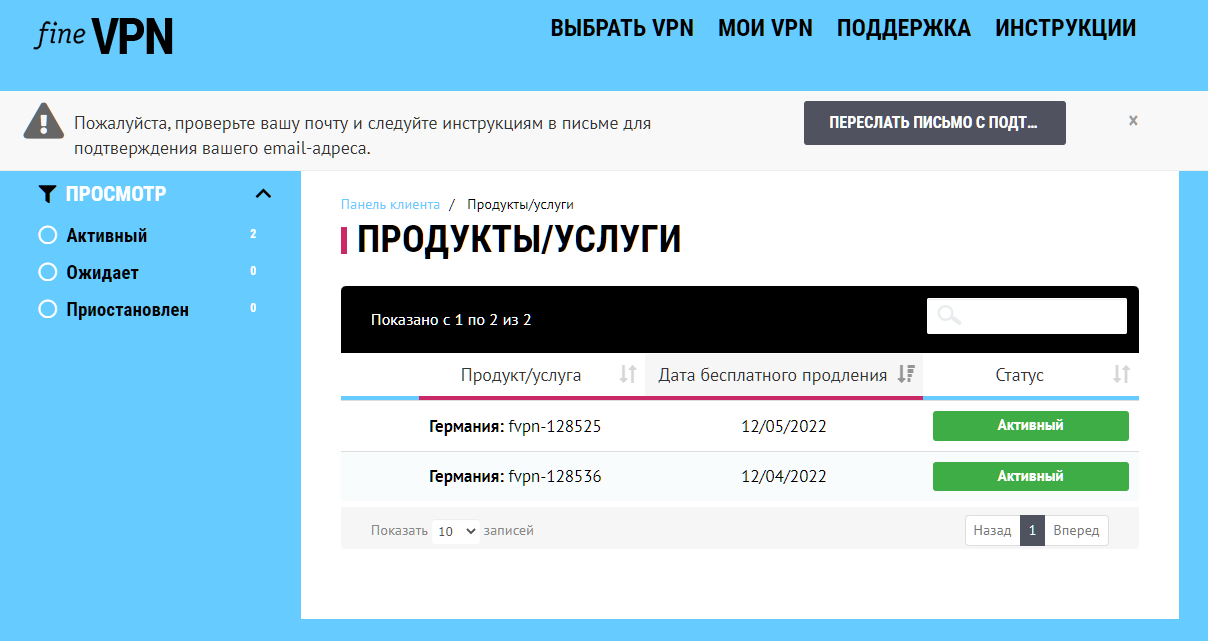 fine VPN
ВЫБРАТЬ VPN МОИ VPN ПОДДЕРЖКА ИНСТРУКЦИИ
Пожалуйста, проверьте вашу почту и следуйте инструкциям в письме для
подтверждения вашего email-адреса.
ПЕРЕСЛАТЬ ПИСЬМО С ПОДТ...
×
ПРОСМОТР
Активный 2
Ожидает 0
Приостановлен 0
Панель клиента / Продукты/услуги
ПРОДУКТЫ/УСЛУГИ
Показано с 1 по 2 из 2
Продукт/услуга Дата бесплатного продления Статус
Германия: fvpn-128525 12/05/2022 Активный
Германия: fvpn-128536 12/04/2022 Активный
Показать 10 записей Назад 1 Вперед